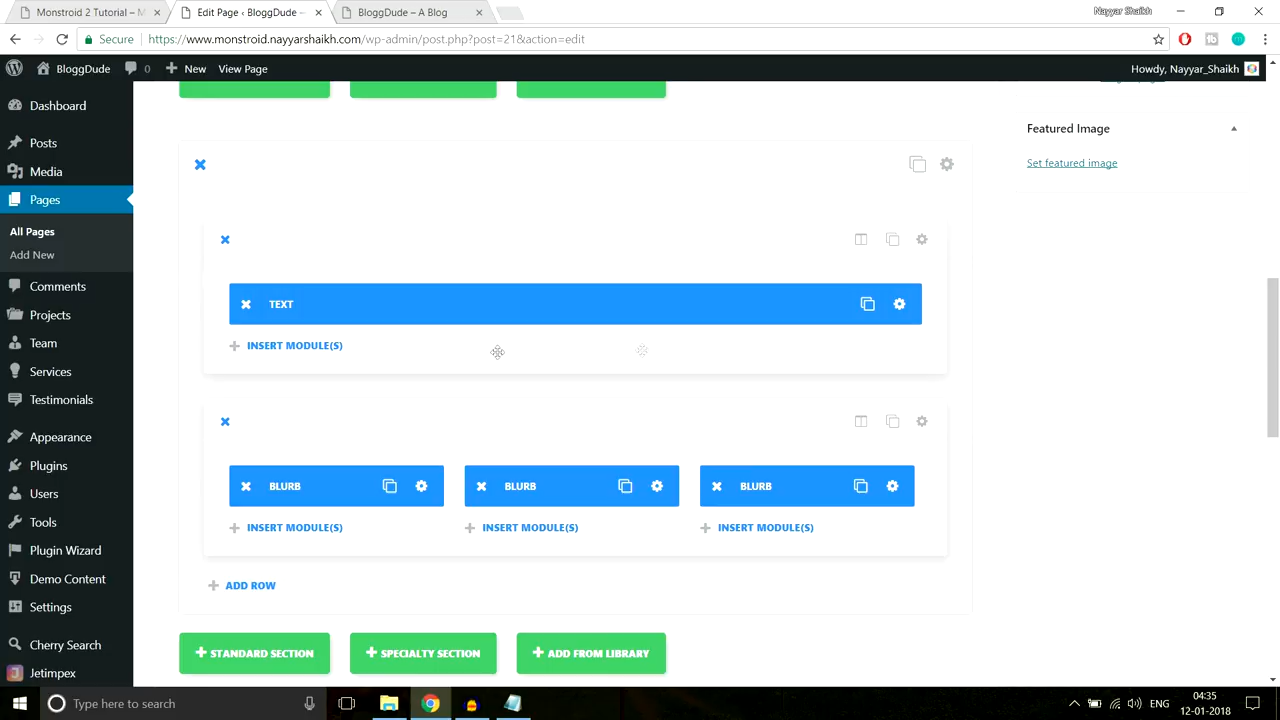 Monstroid 2 Tutorial – M
Edit Page ‹ BloggDude —
BloggDude – A Blog
Nayyar Shaikh
Secure
https://www.monstroid.nayyarshaikh.com/wp-admin/post.php?post=21&action=edit
BloggDude
0
New
View Page
Howdy, Nayyar_Shaikh
Dashboard
Posts
Media
Pages
All Pages
Add New
Comments
Projects
Team
Services
Testimonials
Appearance
Plugins
Users
Tools
Plugin Wizard
Demo Content
Settings
Cherry Search
Jetimpex
Featured Image
Set featured image
TEXT
INSERT MODULE(S)
BLURB
BLURB
BLURB
INSERT MODULE(S)
INSERT MODULE(S)
INSERT MODULE(S)
ADD ROW
STANDARD SECTION
SPECIALTY SECTION
ADD FROM LIBRARY
Type here to search
ENG
04:35
12-01-2018